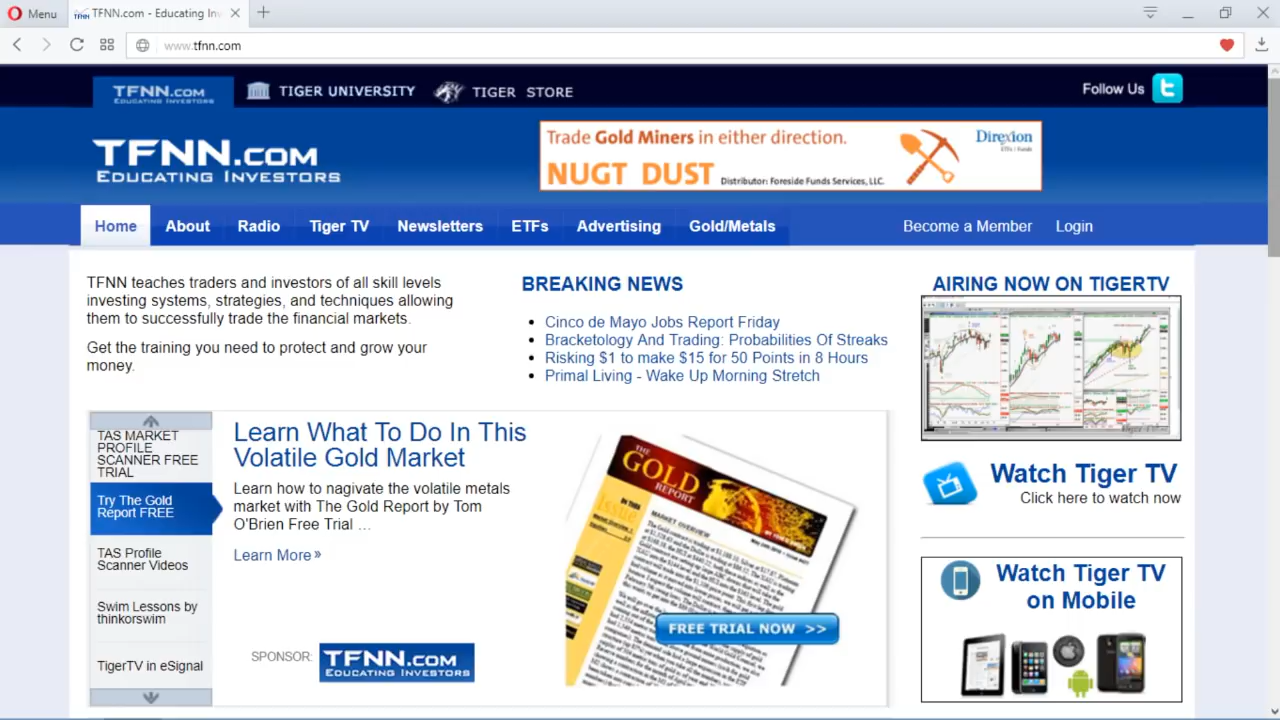 Menu
TFNN.com - Educating In
www.tfnn.com
TFNN.COM
EDUCATING INVESTORS
TIGER UNIVERSITY
TIGER STORE
Follow Us
TFNN.COM
EDUCATING INVESTORS
Trade Gold Miners in either direction.
NUGT DUST Distributor: Foreside Funds Services, LLC.
Direxion
ETFs | Funds
Home About Radio Tiger TV Newsletters ETFs Advertising Gold/Metals Become a Member Login
TFNN teaches traders and investors of all skill levels
investing systems, strategies, and techniques allowing
them to successfully trade the financial markets.
Get the training you need to protect and grow your
money.
BREAKING NEWS
Cinco de Mayo Jobs Report Friday
Bracketology And Trading: Probabilities Of Streaks
Risking $1 to make $15 for 50 Points in 8 Hours
Primal Living - Wake Up Morning Stretch
AIRING NOW ON TIGERTV
Watch Tiger TV
Click here to watch now
Watch Tiger TV
on Mobile
TAS MARKET
PROFILE
SCANNER FREE
TRIAL
Try The Gold
Report FREE
TAS Profile
Scanner Videos
Swim Lessons by
thinkorswim
TigerTV in eSignal
Learn What To Do In This
Volatile Gold Market
Learn how to nagivate the volatile metals
market with The Gold Report by Tom
O'Brien Free Trial ...
Learn More »
SPONSOR:
TFNN.COM
EDUCATING INVESTORS
THE
GOLD
REPORT
IN THIS
ISSUE
MARKET OVERVIEW
FREE TRIAL NOW >>